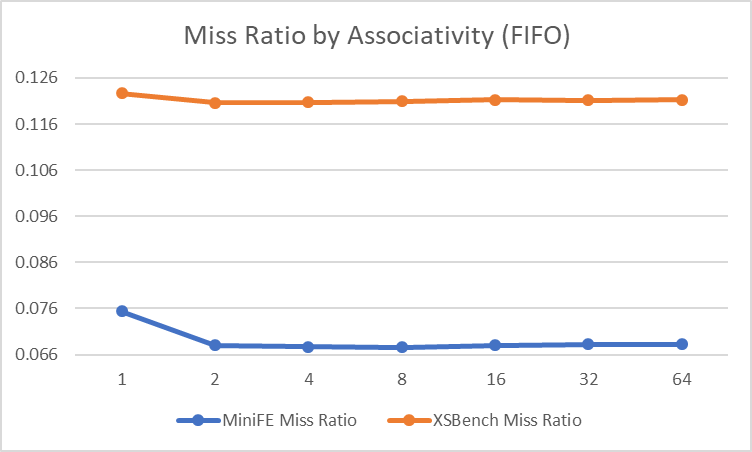 Miss Ratio by Associativity (FIFO)
0.126
0.116
0.106
0.096
0.086
0.076
0.066
1 2 4 8 16 32 64
MiniFE Miss Ratio XSBench Miss Ratio